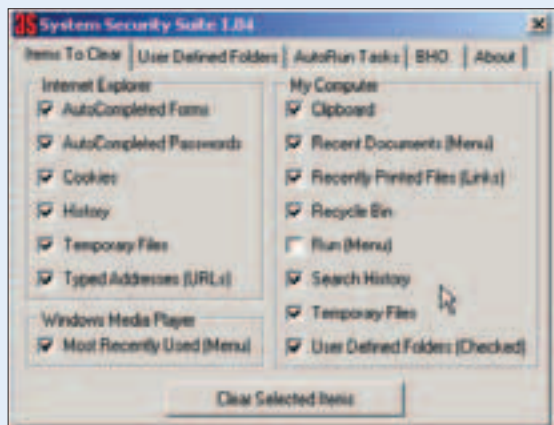 3S System Security Suite 1.04
Items To Clear User Defined Folders AutoRun Tasks BHO About
Internet Explorer
AutoCompleted Forms
AutoCompleted Passwords
Cookies
History
Temporary Files
Typed Addresses (URLs)
Windows Media Player
Most Recently Used (Menu)
My Computer
Clipboard
Recent Documents (Menu)
Recently Printed Files (Links)
Recycle Bin
Run (Menu)
Search History
Temporary Files
User Defined Folders (Checked)
Clear Selected Items